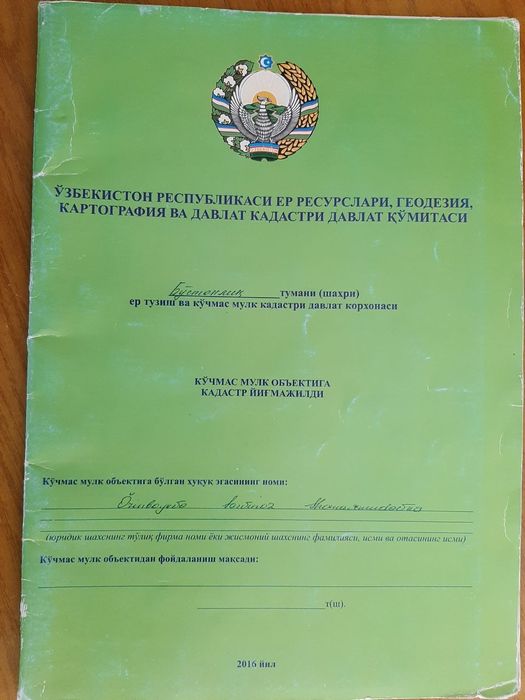 ЎЗБЕКИСТОН РЕСПУБЛИКАСИ ЕР РЕСУРСЛАРИ, ГЕОДЕЗИЯ,
КАРТОГРАФИЯ ВА ДАВЛАТ КАДАСТРИ ДАВЛАТ ҚЎМИТАСИ
Бўстонлиқ тумани (шаҳри)
ер тузиш ва кўчмас мулк кадастри давлат корхонаси
КЎЧМАС МУЛК ОБЪЕКТИГА
КАДАСТР ЙИҒМАЖИЛДИ
Кўчмас мулк объектига бўлган ҳуқуқ эгасининг номи:
(юридик шахснинг тўлиқ фирма номи ёки жисмоний шахснинг фамилияси, исми ва отасининг исми)
Кўчмас мулк объектидан фойдаланиш мақсади:
т(ш).
2016 йил